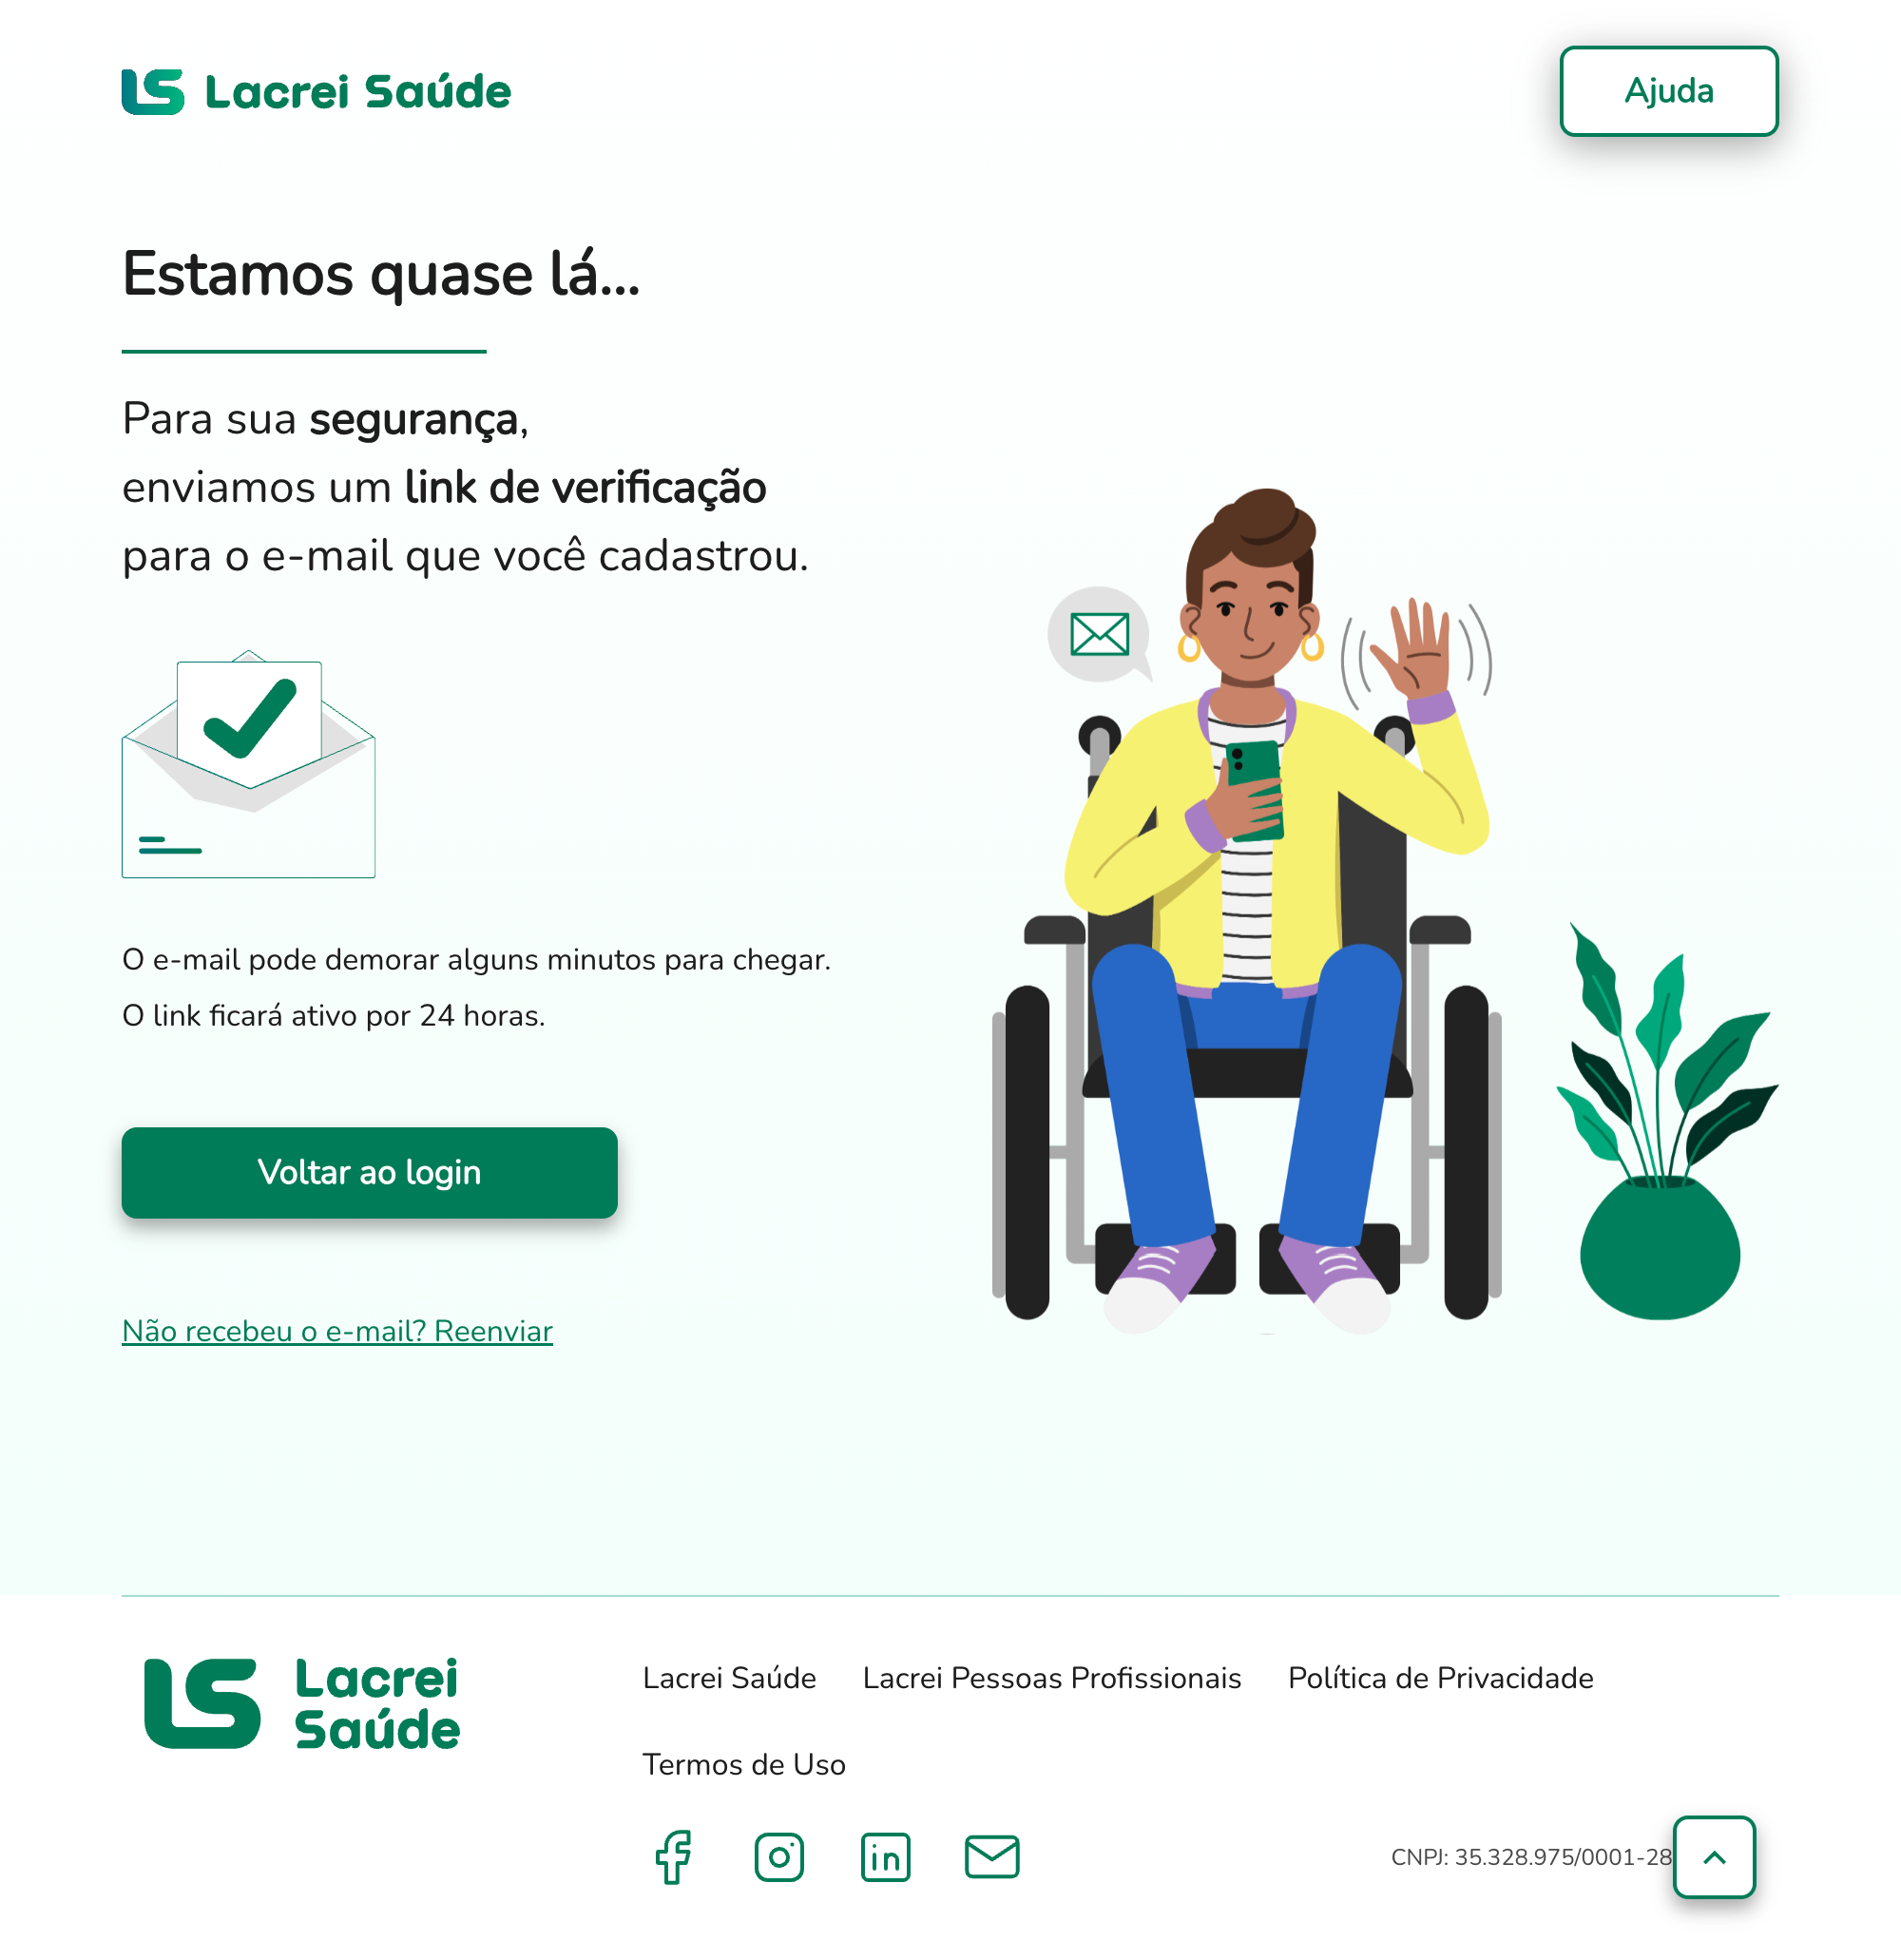 Lacrei Saúde
Ajuda
Estamos quase lá...
Para sua segurança,
enviamos um link de verificação
para o e-mail que você cadastrou.
O e-mail pode demorar alguns minutos para chegar.
O link ficará ativo por 24 horas.
Voltar ao login
Não recebeu o e-mail? Reenviar
Lacrei
Saúde
Lacrei Saúde
Lacrei Pessoas Profissionais
Política de Privacidade
Termos de Uso
CNPJ: 35.328.975/0001-28